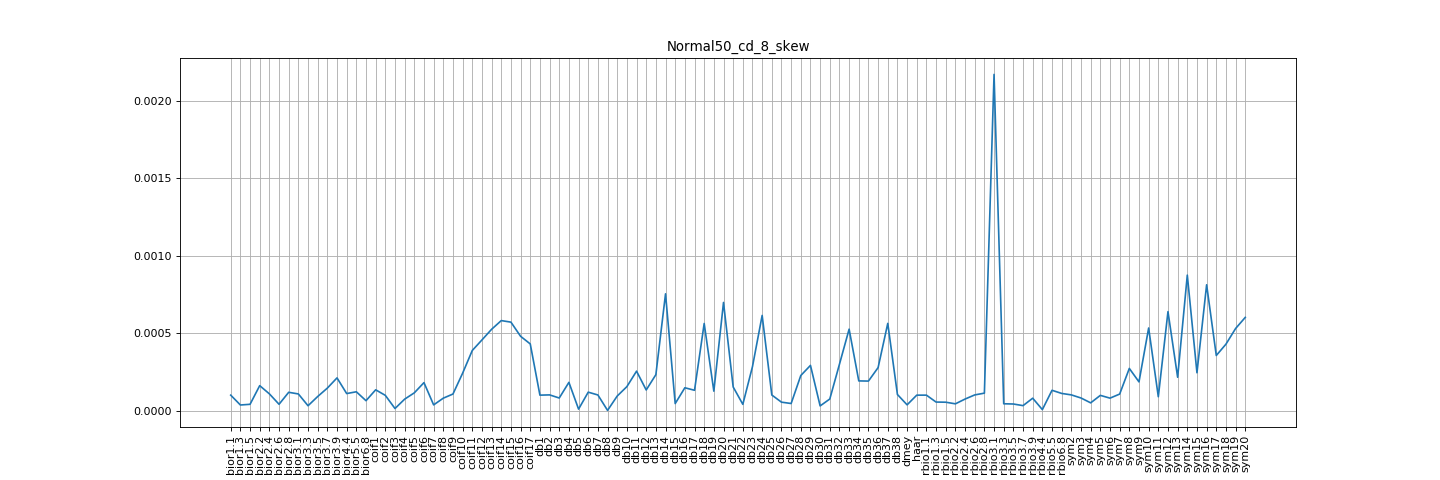 Normal50_cd_8_skew
0.0020
0.0015
0.0010
0.0005
0.0000
bior1.1
bior1.3
bior1.5
bior2.2
bior2.4
bior2.6
bior2.8
bior3.1
bior3.3
bior3.5
bior3.7
bior3.9
bior4.4
bior5.5
bior6.8
coif1
coif2
coif3
coif4
coif5
coif6
coif7
coif8
coif9
coif10
coif11
coif12
coif13
coif14
coif15
coif16
coif17
db1
db2
db3
db4
db5
db6
db7
db8
db9
db10
db11
db12
db13
db14
db15
db16
db17
db18
db19
db20
db21
db22
db23
db24
db25
db26
db27
db28
db29
db30
db31
db32
db33
db34
db35
db36
db37
db38
dmey
haar
rbio1.1
rbio1.3
rbio1.5
rbio2.2
rbio2.4
rbio2.6
rbio2.8
rbio3.1
rbio3.3
rbio3.5
rbio3.7
rbio3.9
rbio4.4
rbio5.5
rbio6.8
sym2
sym3
sym4
sym5
sym6
sym7
sym8
sym9
sym10
sym11
sym12
sym13
sym14
sym15
sym16
sym17
sym18
sym19
sym20